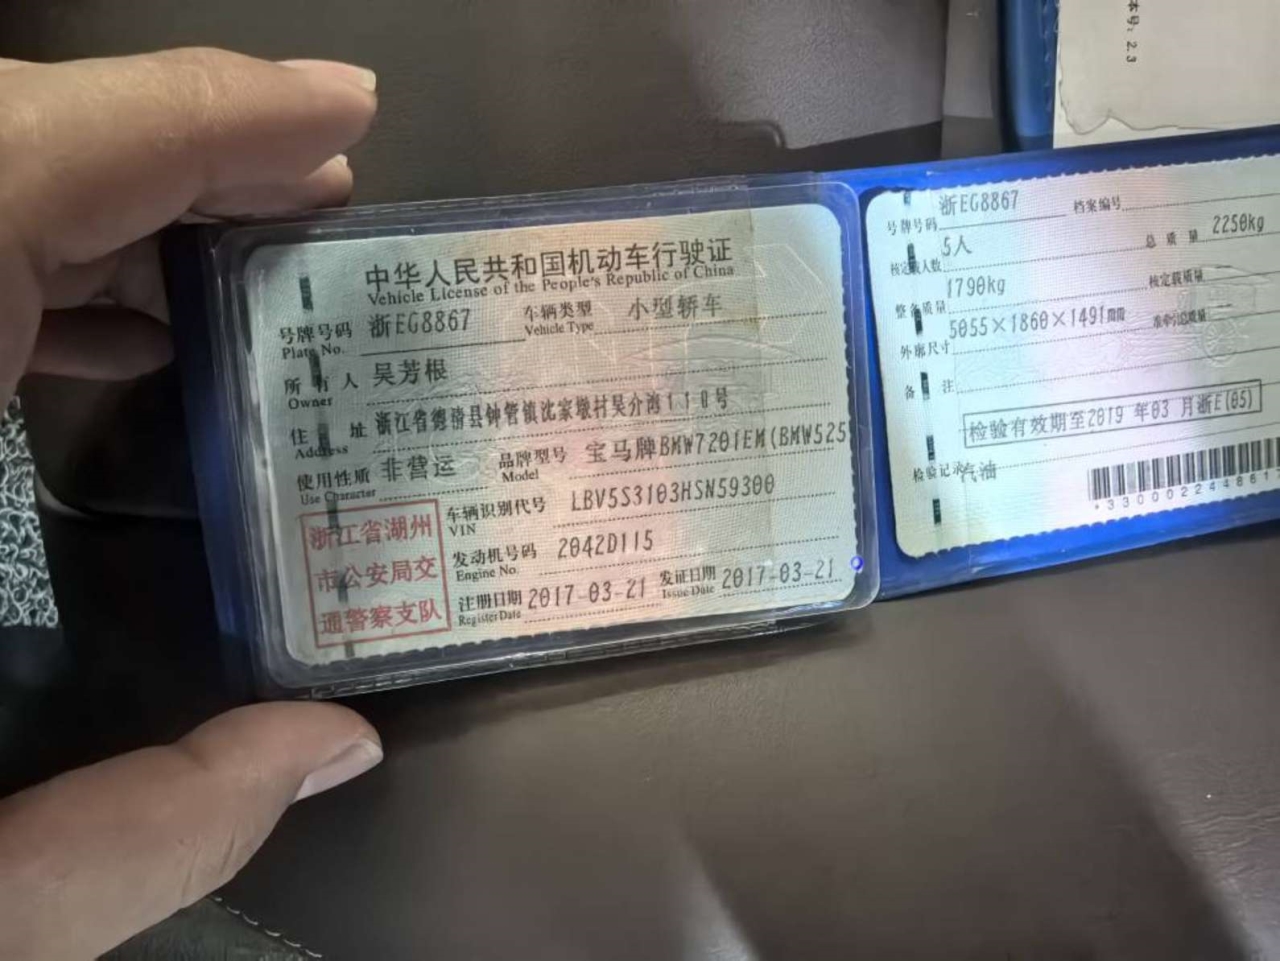 本号: 2.3
中华人民共和国机动车行驶证
Vehicle License of the People's Republic of China
号牌号码 浙EG8867 车辆类型 小型轿车
Plate No. Vehicle Type
所有人 吴芳根
Owner
住址 浙江省德清县钟管镇沈家墩村吴介湾110号
Address
使用性质 非营运 品牌型号 宝马牌BMW7201EM(BMW525
Use Character Model
车辆识别代号 LBV5S3103HSN59300
VIN
发动机号码 2042D115
Engine No.
注册日期 2017-03-21 发证日期 2017-03-21
Register Date Issue Date
浙江省湖州
市公安局交
通警察支队
号牌号码 浙EG8867 档案编号
核定载人数 5人 总质量 2250kg
整备质量 1790kg 核定载质量
外廓尺寸 5055×1860×1491 准牵引总质量
备注
检验有效期至2019年03月浙E(05)
检验记录 汽油
*330002244861